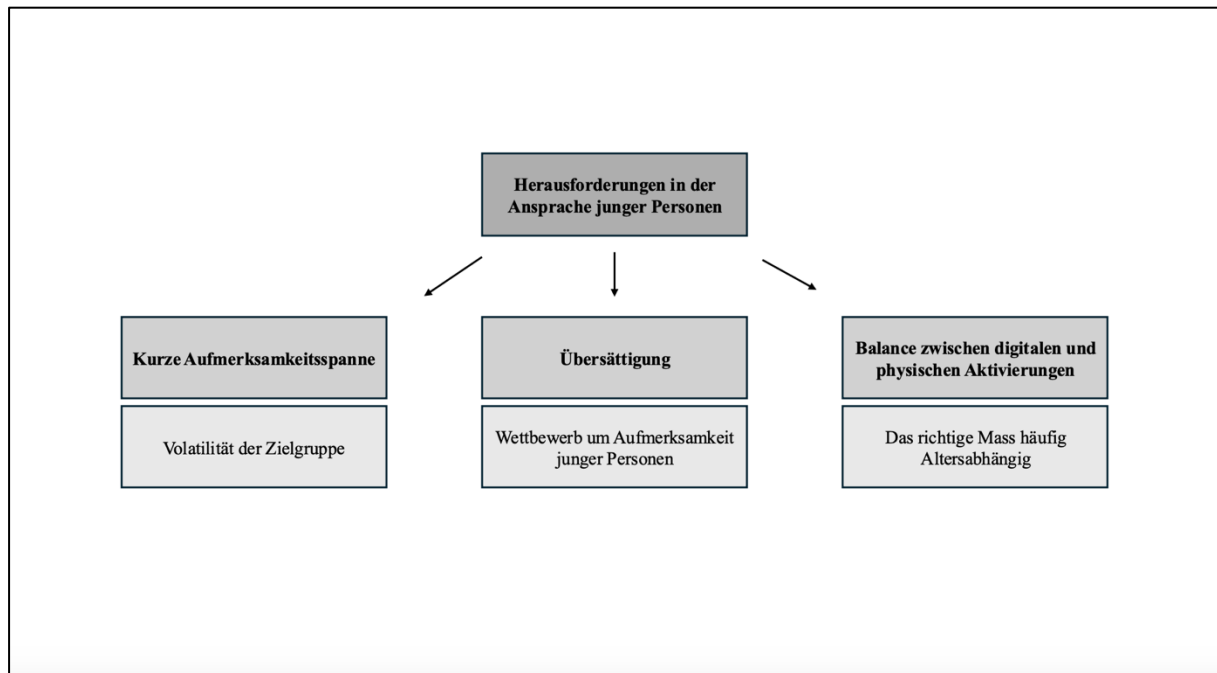 Herausforderungen in der
Ansprache junger Personen
Kurze Aufmerksamkeitsspanne
Volatilität der Zielgruppe
Übersättigung
Wettbewerb um Aufmerksamkeit
junger Personen
Balance zwischen digitalen und
physischen Aktivierungen
Das richtige Mass häufig
Altersabhängig